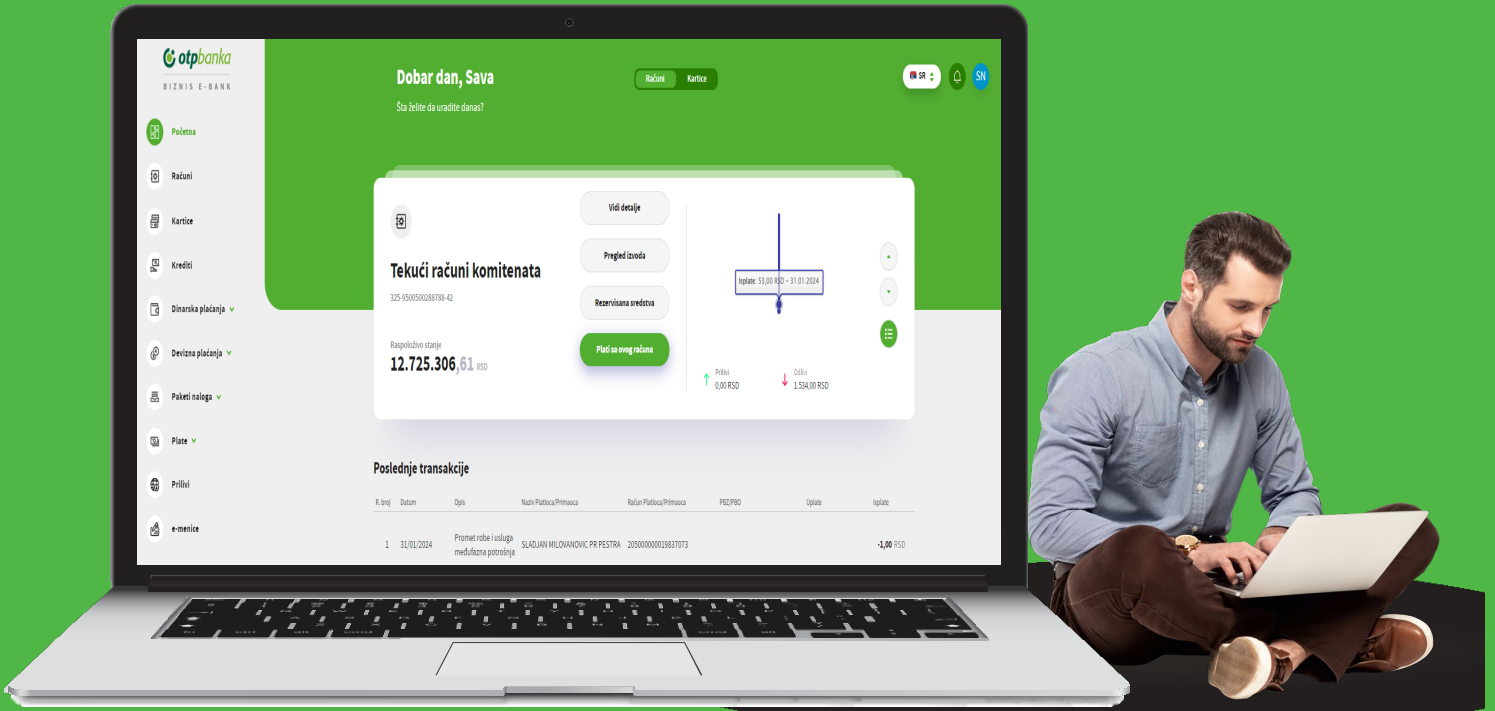 otpbanka
BIZNIS E-BANK
Početna
Računi
Kartice
Krediti
Dinarska plaćanja
Devizna plaćanja
Paketi naloga
Plate
Prilivi
e-menice
Dobar dan, Sava
Šta želite da uradite danas?
Računi Kartice
SR
SN
Tekući računi komitenata
325-9500500288788-42
Raspoloživo stanje
12.725.306,61 RSD
Vidi detalje
Pregled izvoda
Rezervisana sredstva
Plati sa ovog računa
Isplate: 53,00 RSD – 31.01.2024
Prilivi
0,00 RSD
Odlivi
1.534,00 RSD
Poslednje transakcije
R. broj Datum Opis Naziv Platioca/Primaoca Račun Platioca/Primaoca PBZ/PBO Uplate Isplate
1 31/01/2024 Promet robe i usluga
međufazna potrošnja SLADJAN MILOVANOVIC PR PESTRA 205000000019837073 -1,00 RSD